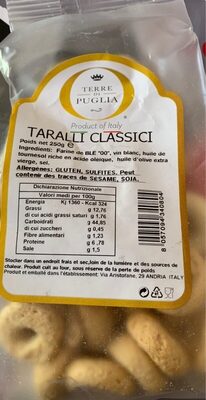 TERRE DI
PUGLIA
Product of Italy
TARALLI CLASSICI
Poids net 250g e
Ingredienti: Farine de BLE "00", vin blanc, huile de
tournesol riche en acide oléique, huile d'olive extra
vierge, sel.
Allergènes: GLUTEN, SULFITES. Peut
contenir des traces de SESAME, SOJA.
Dichiarazione Nutrizionale
Valori medi per 100g
Energia Kj 1360 - Kcal 324
Grassi g 12,76
di cui acidi grassi saturi g 1,76
Carboidrati g 44,85
di cui zuccheri g 0,45
Fibre alimentari g 1,23
Proteine g 6,78
Sale g 1,5
Stocker dans un endroit frais et sec, loin de la lumière et des sources de
chaleur. Produit cuit au four, sous réserve de la perte de poids
Produit et emballé dans l'établissement Via Aristofane, 29 ANDRIA ITALY